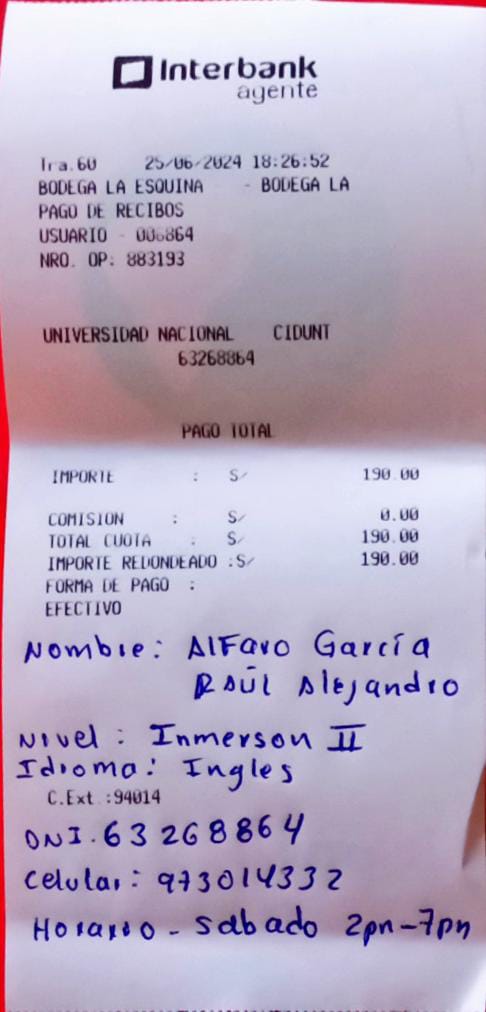 Interbank
agente
Tra.60 25/06/2024 18:26:52
BODEGA LA ESQUINA - BODEGA LA
PAGO DE RECIBOS
USUARIO - 006864
NRO. OP: 883193
UNIVERSIDAD NACIONAL CIDUNT
63268864
PAGO TOTAL
IMPORTE : S/ 190.00
COMISION : S/ 0.00
TOTAL CUOTA : S/ 190.00
IMPORTE REDONDEADO :S/ 190.00
FORMA DE PAGO :
EFECTIVO
Nombre: Alfaro García
Raúl Alejandro
Nivel : Inmerson II
Idioma: Ingles
C.Ext.:94014
DNI. 63268864
Celular: 973014332
Horario - Sabado 2pm-7pm